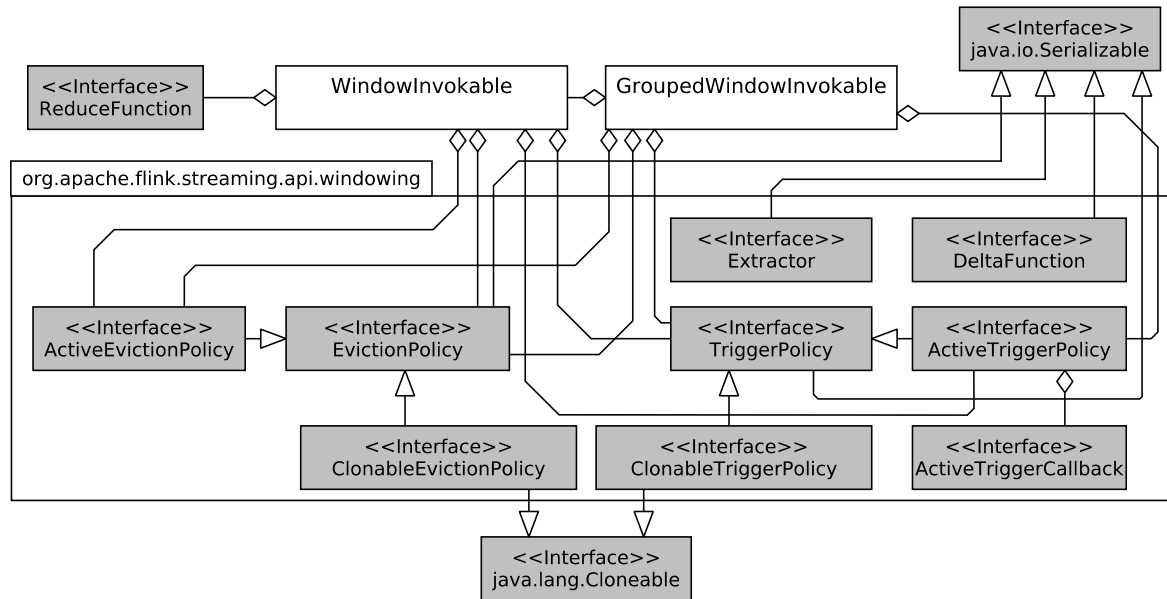 <<Interface>>
java.io.Serializable
<<Interface>>
ReduceFunction
WindowInvokable
GroupedWindowInvokable
org.apache.flink.streaming.api.windowing
<<Interface>>
Extractor
<<Interface>>
DeltaFunction
<<Interface>>
ActiveEvictionPolicy
<<Interface>>
EvictionPolicy
<<Interface>>
TriggerPolicy
<<Interface>>
ActiveTriggerPolicy
<<Interface>>
ClonableEvictionPolicy
<<Interface>>
ClonableTriggerPolicy
<<Interface>>
ActiveTriggerCallback
<<Interface>>
java.lang.Cloneable